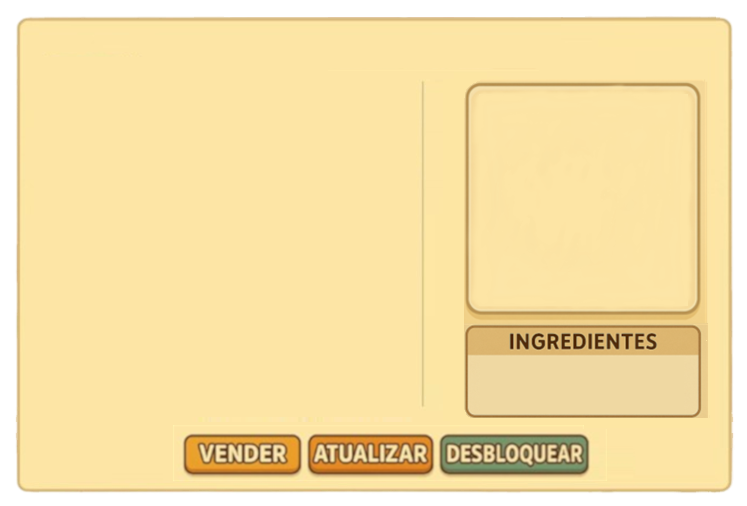 INGREDIENTES
VENDER
ATUALIZAR
DESBLOQUEAR